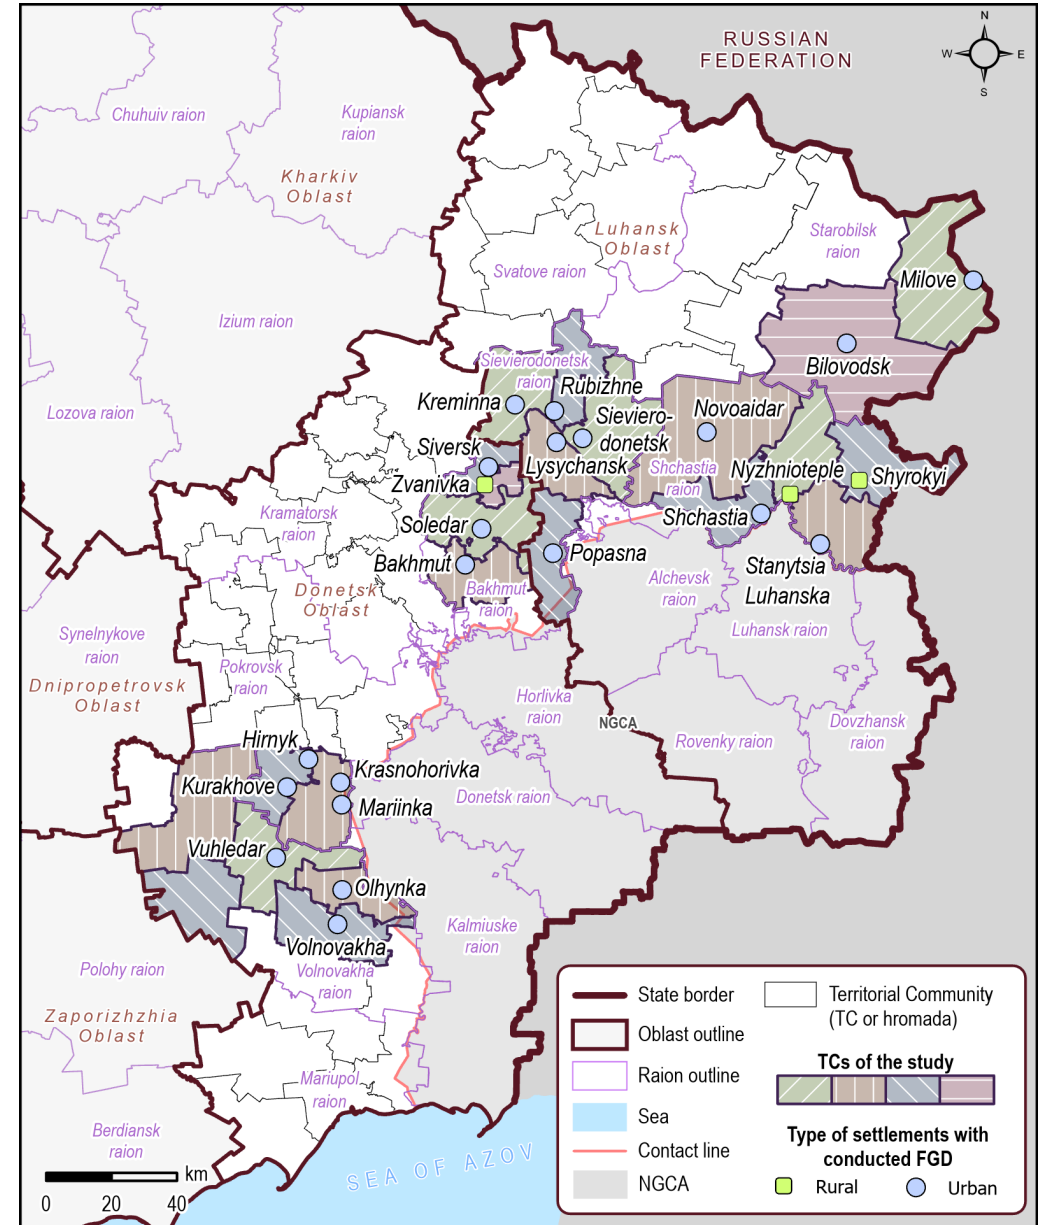 RUSSIAN
FEDERATION
N
W
E
S
Chuhuiv raion
Kupiansk
raion
Kharkiv
Oblast
Luhansk
Oblast
Starobilsk
raion
Svatove raion
Milove
Izium raion
Bilovodsk
Sievierodonetsk
raion
Rubizhne
Kreminna
Lozova raion
Sieviero-
donetsk
Novoaidar
Siversk
Lysychansk
Shchastia
raion
Nyzhnioteple
Shyrokyi
Zvanivka
Kramatorsk
raion
Soledar
Shchastia
Popasna
Bakhmut
Stanytsia
Luhanska
Alchevsk
raion
Donetsk
Oblast
Bakhmut
raion
Luhansk raion
Synelnykove
raion
Pokrovsk
raion
Dnipropetrovsk
Oblast
Horlivka
raion
NGCA
Dovzhansk
raion
Rovenky raion
Hirnyk
Krasnohorivka
Kurakhove
Mariinka
Donetsk raion
Vuhledar
Olhynka
Kalmiuske
raion
Volnovakha
Volnovakha
raion
Polohy raion
Zaporizhzhia
Oblast
Mariupol
raion
Berdiansk
raion
SEA OF AZOV
km
0 20 40
State border
Oblast outline
Raion outline
Sea
Contact line
NGCA
Territorial Community
(TC or hromada)
TCs of the study
Type of settlements with
conducted FGD
Rural
Urban